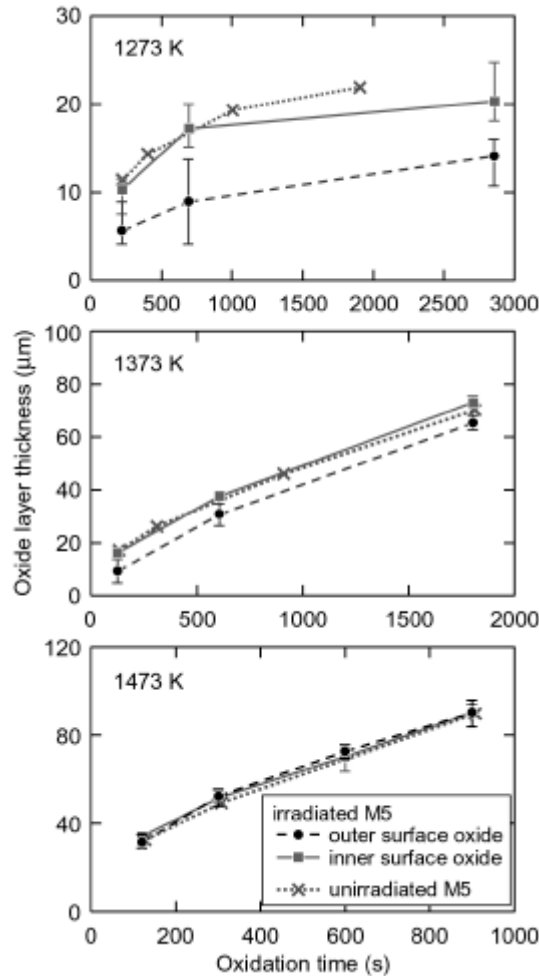 30
20
10
0
1273 K
0 500 1000 1500 2000 2500 3000
Oxide layer thickness (μm)
100
80
60
40
20
0
1373 K
0 500 1000 1500 2000
120
80
40
0
1473 K
irradiated M5
outer surface oxide
inner surface oxide
unirradiated M5
0 200 400 600 800 1000
Oxidation time (s)